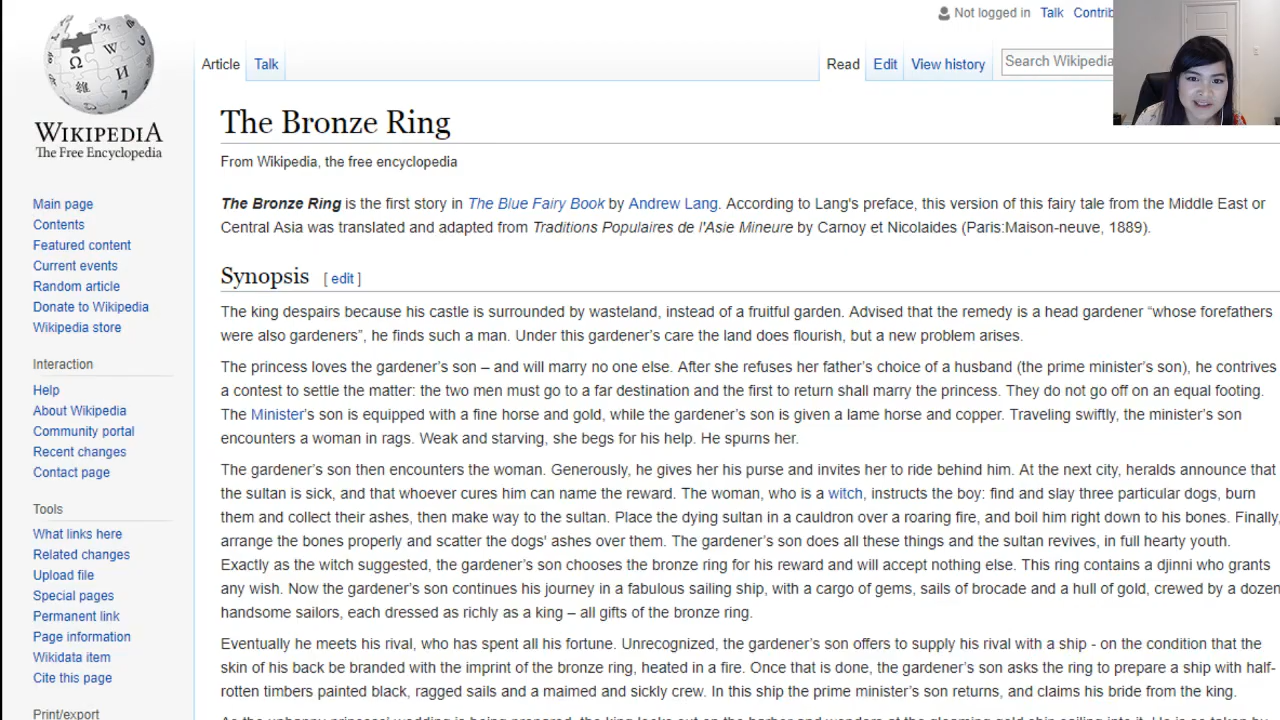 Not logged in Talk Contrib
Article Talk Read Edit View history Search Wikipedia
WIKIPEDIA
The Free Encyclopedia
Main page
Contents
Featured content
Current events
Random article
Donate to Wikipedia
Wikipedia store
Interaction
Help
About Wikipedia
Community portal
Recent changes
Contact page
Tools
What links here
Related changes
Upload file
Special pages
Permanent link
Page information
Wikidata item
Cite this page
Print/export
The Bronze Ring
From Wikipedia, the free encyclopedia
The Bronze Ring is the first story in The Blue Fairy Book by Andrew Lang. According to Lang's preface, this version of this fairy tale from the Middle East or
Central Asia was translated and adapted from Traditions Populaires de l'Asie Mineure by Carnoy et Nicolaides (Paris:Maison-neuve, 1889).
Synopsis [ edit ]
The king despairs because his castle is surrounded by wasteland, instead of a fruitful garden. Advised that the remedy is a head gardener “whose forefathers
were also gardeners”, he finds such a man. Under this gardener’s care the land does flourish, but a new problem arises.
The princess loves the gardener’s son – and will marry no one else. After she refuses her father’s choice of a husband (the prime minister’s son), he contrives
a contest to settle the matter: the two men must go to a far destination and the first to return shall marry the princess. They do not go off on an equal footing.
The Minister’s son is equipped with a fine horse and gold, while the gardener’s son is given a lame horse and copper. Traveling swiftly, the minister’s son
encounters a woman in rags. Weak and starving, she begs for his help. He spurns her.
The gardener’s son then encounters the woman. Generously, he gives her his purse and invites her to ride behind him. At the next city, heralds announce that
the sultan is sick, and that whoever cures him can name the reward. The woman, who is a witch, instructs the boy: find and slay three particular dogs, burn
them and collect their ashes, then make way to the sultan. Place the dying sultan in a cauldron over a roaring fire, and boil him right down to his bones. Finally,
arrange the bones properly and scatter the dogs' ashes over them. The gardener’s son does all these things and the sultan revives, in full hearty youth.
Exactly as the witch suggested, the gardener’s son chooses the bronze ring for his reward and will accept nothing else. This ring contains a djinni who grants
any wish. Now the gardener’s son continues his journey in a fabulous sailing ship, with a cargo of gems, sails of brocade and a hull of gold, crewed by a dozen
handsome sailors, each dressed as richly as a king – all gifts of the bronze ring.
Eventually he meets his rival, who has spent all his fortune. Unrecognized, the gardener’s son offers to supply his rival with a ship - on the condition that the
skin of his back be branded with the imprint of the bronze ring, heated in a fire. Once that is done, the gardener’s son asks the ring to prepare a ship with half-
rotten timbers painted black, ragged sails and a maimed and sickly crew. In this ship the prime minister’s son returns, and claims his bride from the king.